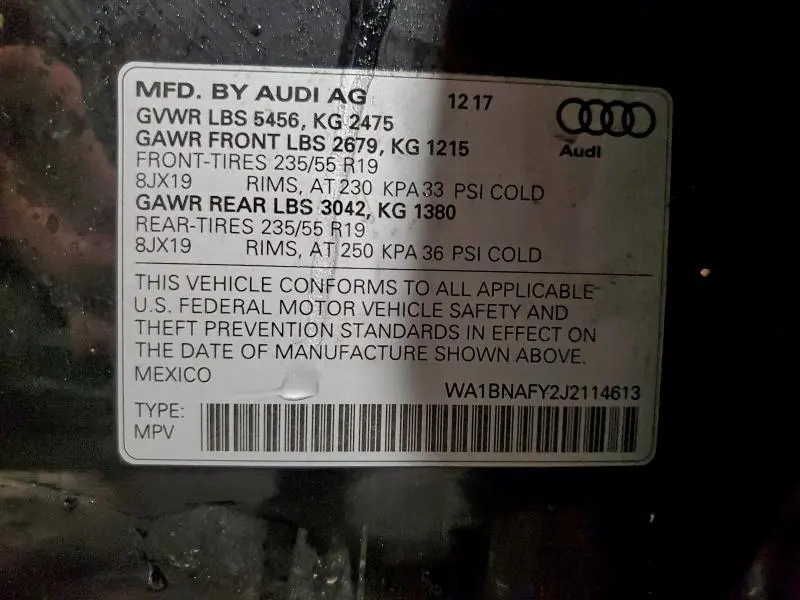 MFD. BY AUDI AG 12 17
GVWR LBS 5456, KG 2475
GAWR FRONT LBS 2679, KG 1215
FRONT-TIRES 235/55 R19
8JX19 RIMS, AT 230 KPA 33 PSI COLD
GAWR REAR LBS 3042, KG 1380
REAR-TIRES 235/55 R19
8JX19 RIMS, AT 250 KPA 36 PSI COLD
Audi
THIS VEHICLE CONFORMS TO ALL APPLICABLE
U.S. FEDERAL MOTOR VEHICLE SAFETY AND
THEFT PREVENTION STANDARDS IN EFFECT ON
THE DATE OF MANUFACTURE SHOWN ABOVE.
MEXICO
WA1BNAFY2J2114613
TYPE:
MPV